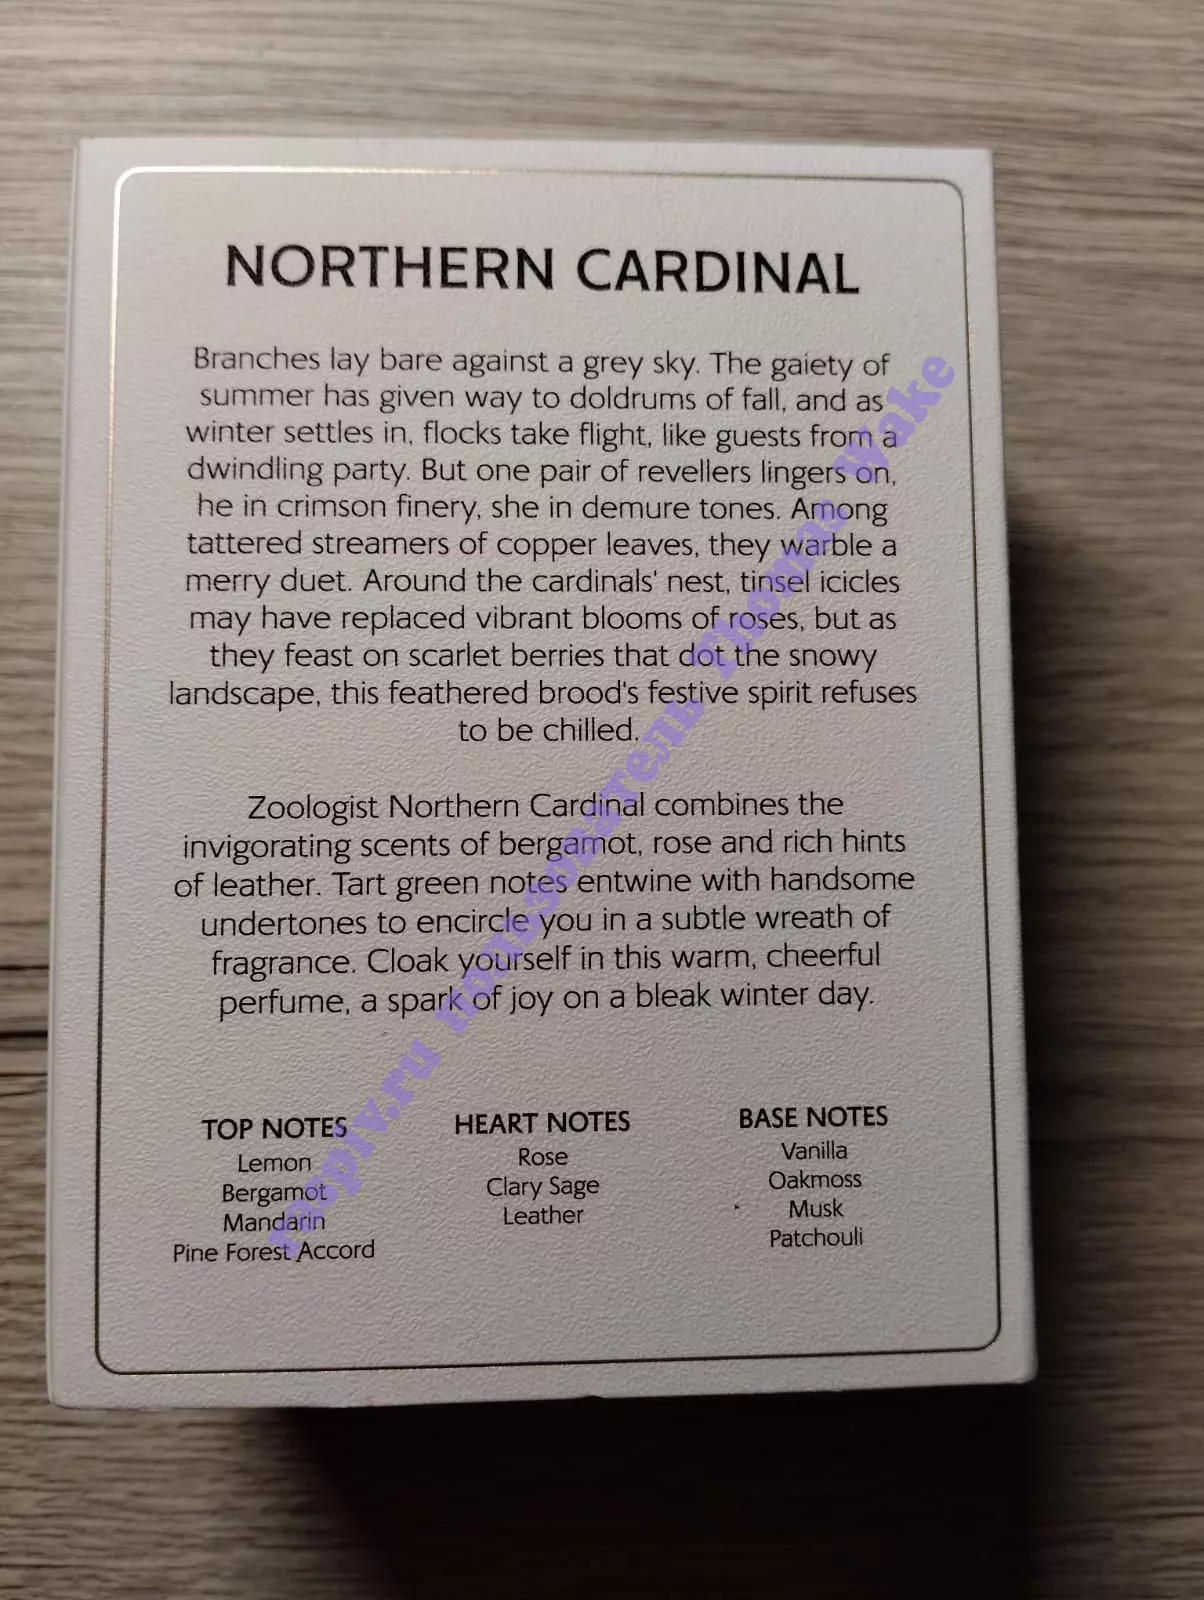 NORTHERN CARDINAL
Branches lay bare against a grey sky. The gaiety of
summer has given way to doldrums of fall, and as
winter settles in, flocks take flight, like guests from a
dwindling party. But one pair of revellers lingers on,
he in crimson finery, she in demure tones. Among
tattered streamers of copper leaves, they warble a
merry duet. Around the cardinals' nest, tinsel icicles
may have replaced vibrant blooms of roses, but as
they feast on scarlet berries that dot the snowy
landscape, this feathered brood's festive spirit refuses
to be chilled.
Zoologist Northern Cardinal combines the
invigorating scents of bergamot, rose and rich hints
of leather. Tart green notes entwine with handsome
undertones to encircle you in a subtle wreath of
fragrance. Cloak yourself in this warm, cheerful
perfume, a spark of joy on a bleak winter day.
TOP NOTES
Lemon
Bergamot
Mandarin
Pine Forest Accord
HEART NOTES
Rose
Clary Sage
Leather
BASE NOTES
Vanilla
Oakmoss
Musk
Patchouli
raspiv.ru пользователь Thomas Wake